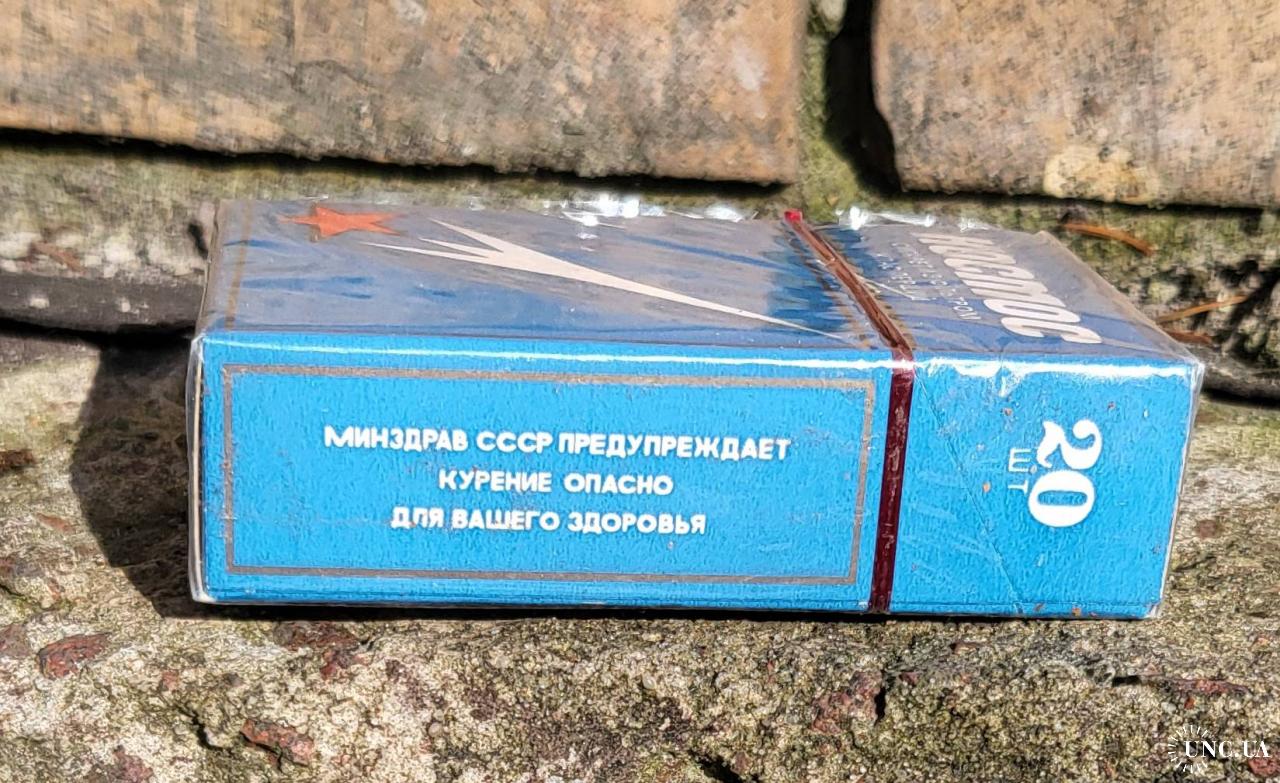 МИНЗДРАВ СССР ПРЕДУПРЕЖДАЕТ
КУРЕНИЕ ОПАСНО
ДЛЯ ВАШЕГО ЗДОРОВЬЯ
20
ШТ
КОСМОС
UNC.UA